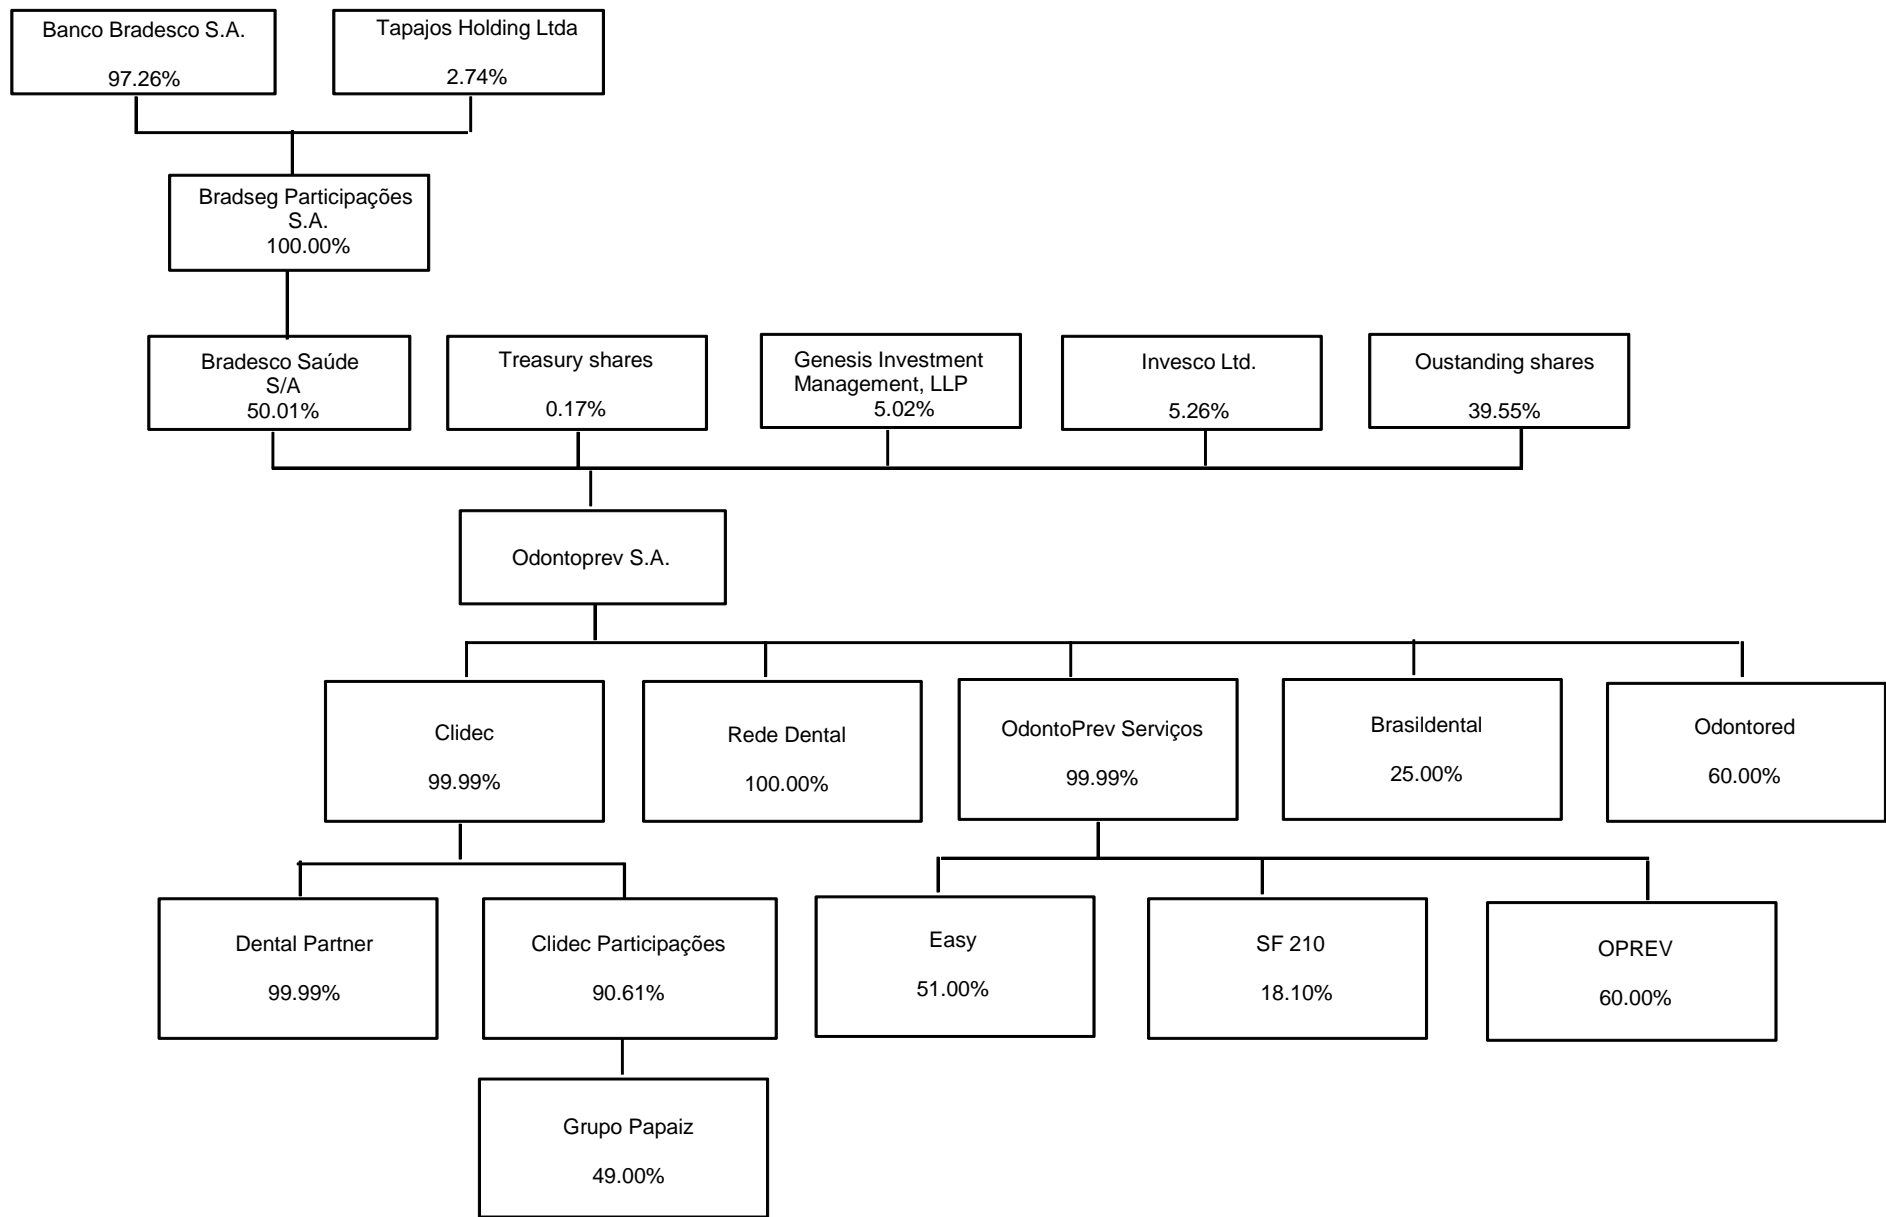 Banco Bradesco S.A.
97.26%
Tapajos Holding Ltda
2.74%
Bradseg Participações
S.A.
100.00%
Bradesco Saúde
S/A
50.01%
Treasury shares
0.17%
Genesis Investment
Management, LLP
5.02%
Invesco Ltd.
5.26%
Oustanding shares
39.55%
Odontoprev S.A.
Clidec
99.99%
Rede Dental
100.00%
OdontoPrev Serviços
99.99%
Brasildental
25.00%
Odontored
60.00%
Dental Partner
99.99%
Clidec Participações
90.61%
Easy
51.00%
SF 210
18.10%
OPREV
60.00%
Grupo Papaiz
49.00%